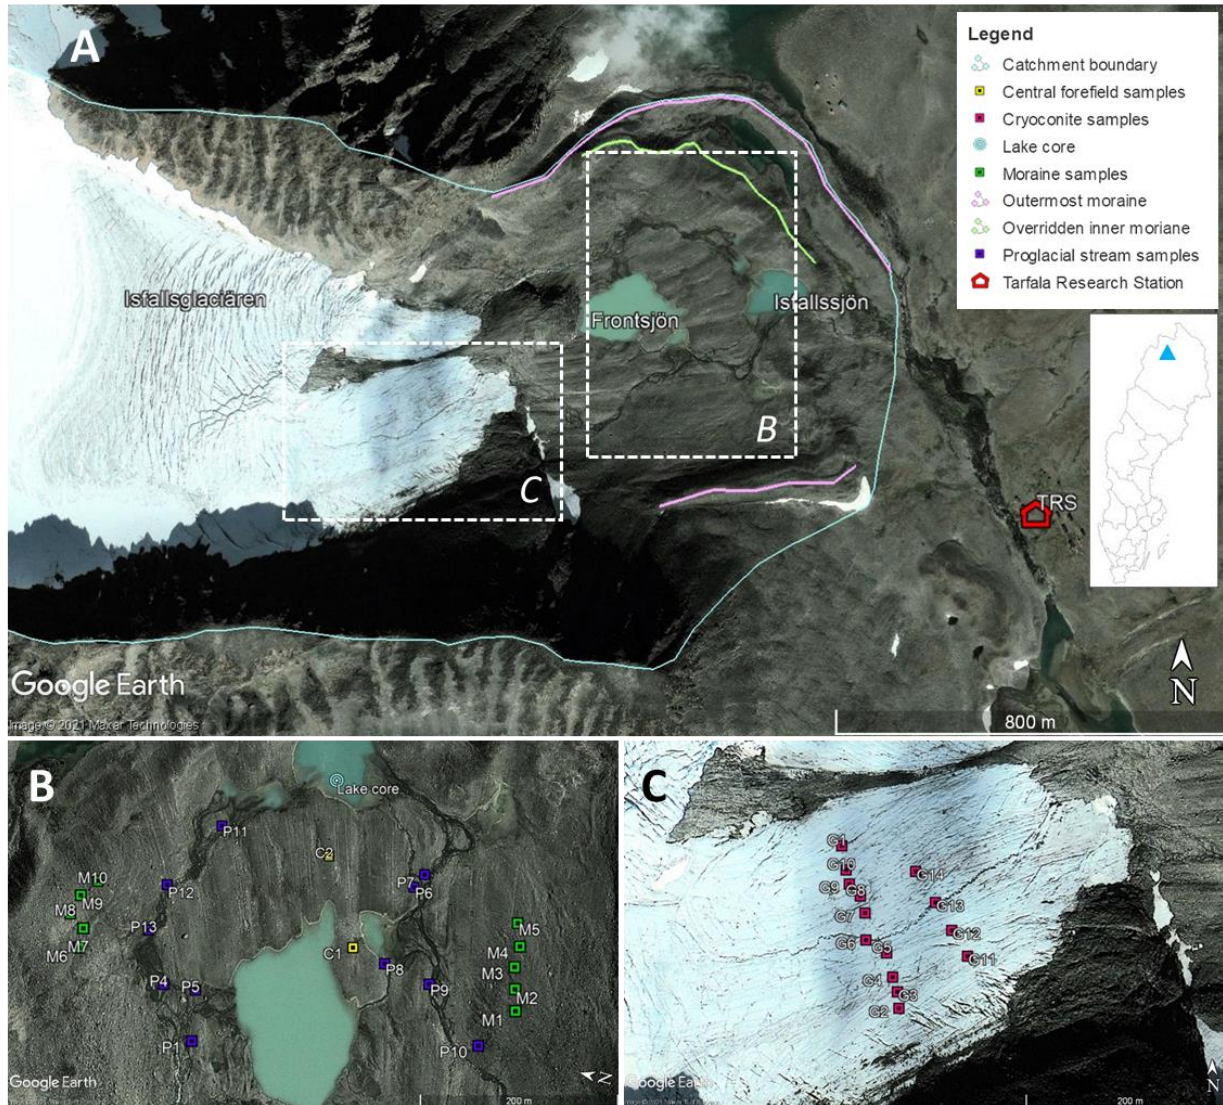 A
Legend
Catchment boundary
Central forefield samples
Cryoconite samples
Lake core
Moraine samples
Outermost moraine
Overridden inner moriane
Proglacial stream samples
Tarfala Research Station
Isfallsglaciären
Frontsjön
Isfallssjön
B
C
TRS
Google Earth
Image © 2021 Maxar Technologies
N
800 m
B
Lake core
P11
C2
M10
P12
P7
P6
M9
M8
M5
P13
M7
M6
C1
M4
P8
M3
P4
P5
P9
M2
M1
P1
P10
Google Earth
N
200 m
C
G1
G10
G14
G9
G8
G13
G7
G12
G6
G5
G11
G4
G3
G2
Google Earth
N
200 m